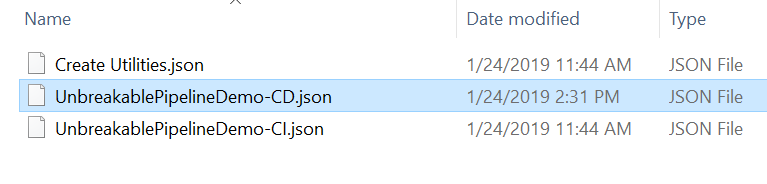 Name Date modified Type
Create Utilities.json 1/24/2019 11:44 AM JSON File
UnbreakablePipelineDemo-CD.json 1/24/2019 2:31 PM JSON File
UnbreakablePipelineDemo-CI.json 1/24/2019 11:44 AM JSON File